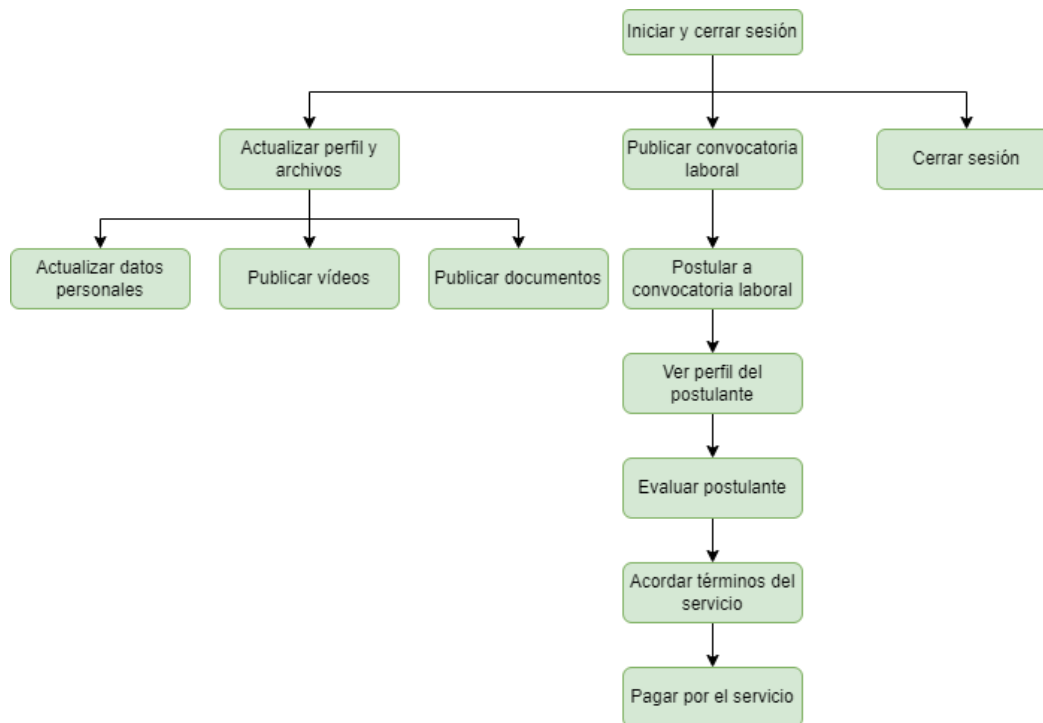 Iniciar y cerrar sesión
Actualizar perfil y
archivos
Publicar convocatoria
laboral
Cerrar sesión
Actualizar datos
personales
Publicar vídeos
Publicar documentos
Postular a
convocatoria laboral
Ver perfil del
postulante
Evaluar postulante
Acordar términos del
servicio
Pagar por el servicio